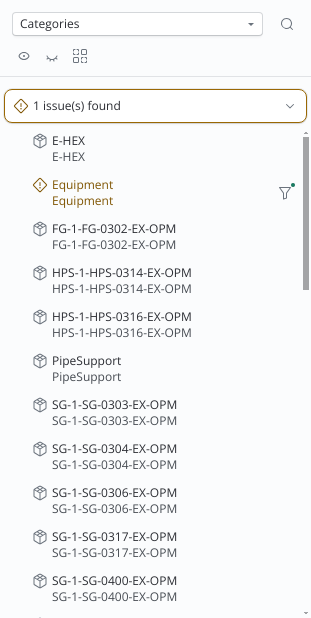 Categories
1 issue(s) found
E-HEX
E-HEX
Equipment
Equipment
FG-1-FG-0302-EX-OPM
FG-1-FG-0302-EX-OPM
HPS-1-HPS-0314-EX-OPM
HPS-1-HPS-0314-EX-OPM
HPS-1-HPS-0316-EX-OPM
HPS-1-HPS-0316-EX-OPM
PipeSupport
PipeSupport
SG-1-SG-0303-EX-OPM
SG-1-SG-0303-EX-OPM
SG-1-SG-0304-EX-OPM
SG-1-SG-0304-EX-OPM
SG-1-SG-0306-EX-OPM
SG-1-SG-0306-EX-OPM
SG-1-SG-0317-EX-OPM
SG-1-SG-0317-EX-OPM
SG-1-SG-0400-EX-OPM
SG-1-SG-0400-EX-OPM